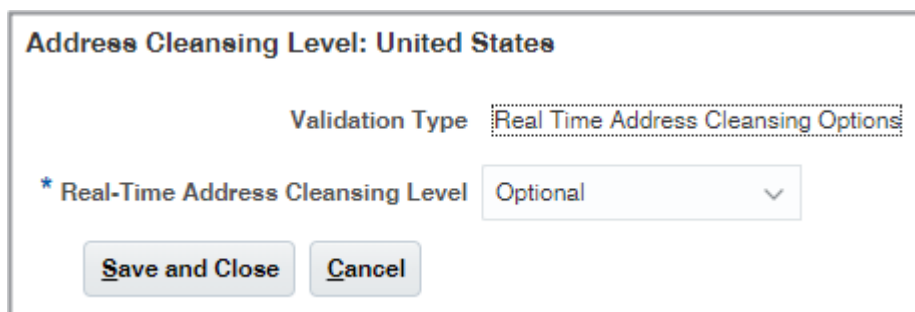 Address Cleansing Level: United States
Validation Type Real Time Address Cleansing Options
* Real-Time Address Cleansing Level Optional
Save and Close Cancel